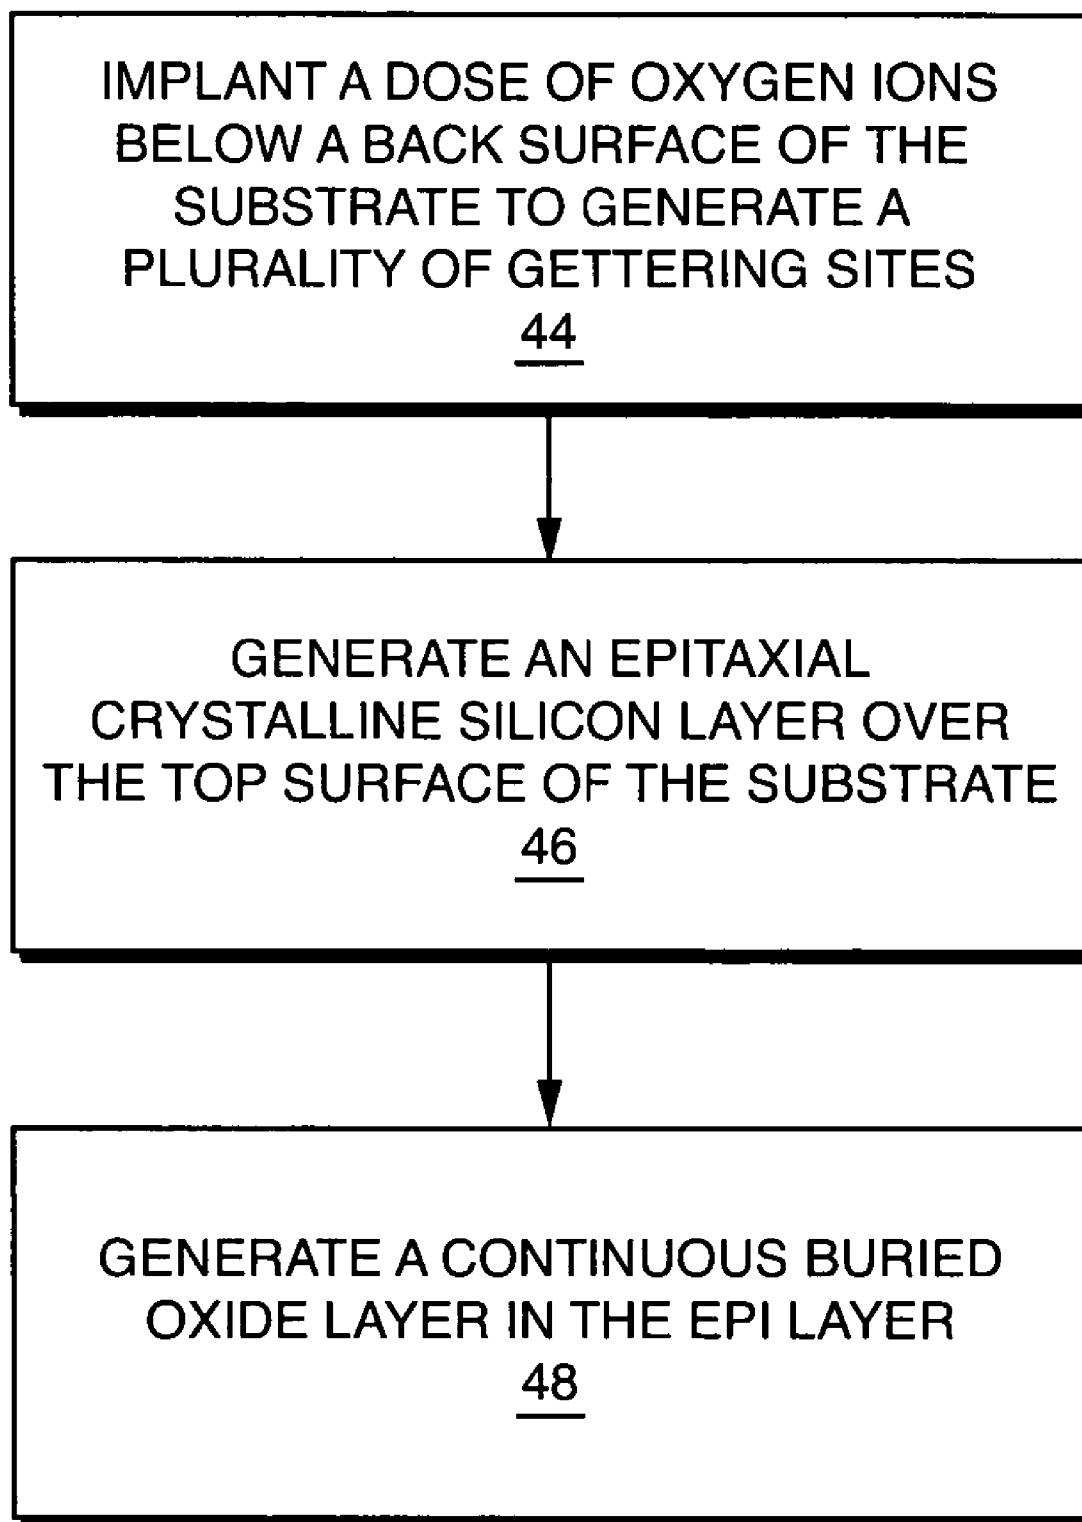 IMPLANT A DOSE OF OXYGEN IONS
BELOW A BACK SURFACE OF THE
SUBSTRATE TO GENERATE A
PLURALITY OF GETTERING SITES
44
GENERATE AN EPITAXIAL
CRYSTALLINE SILICON LAYER OVER
THE TOP SURFACE OF THE SUBSTRATE
46
GENERATE A CONTINUOUS BURIED
OXIDE LAYER IN THE EPI LAYER
48